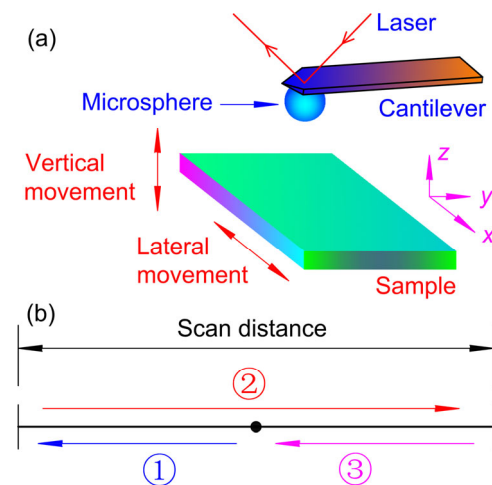 (a)
Laser
Microsphere
Cantilever
Vertical
movement
z
y
x
Lateral
movement
Sample
(b)
Scan distance
②
①
③